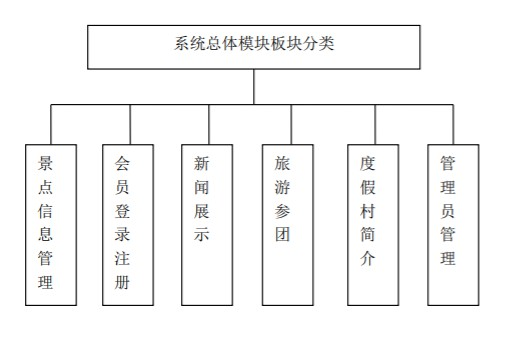 系统总体模块板块分类
景点信息管理
会员登录注册
新闻展示
旅游参团
度假村简介
管理员管理